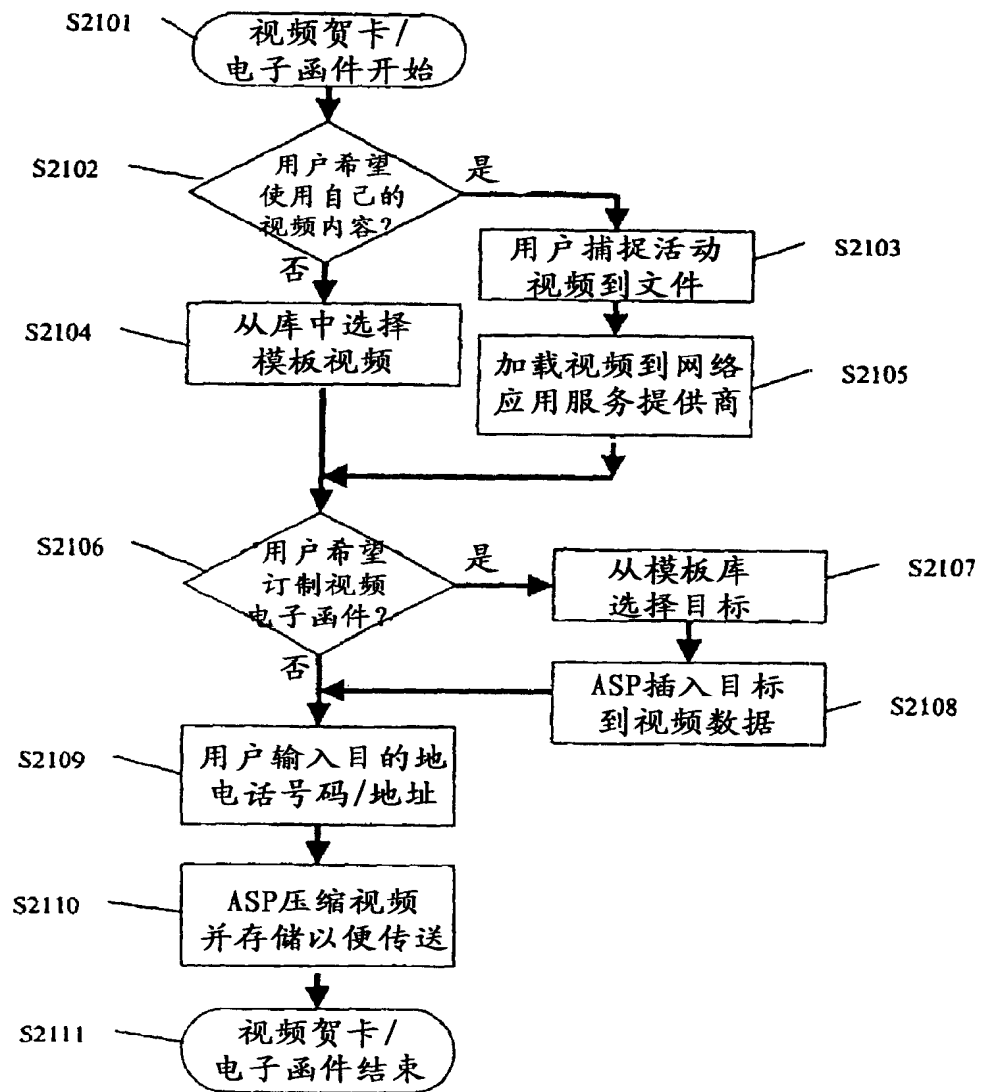 S2101
视频贺卡/
电子函件开始
S2102
用户希望
使用自己的
视频内容?
是
否
用户捕捉活动
视频到文件
S2103
S2104
从库中选择
模板视频
加载视频到网络
应用服务提供商
S2105
S2106
用户希望
订制视频
电子函件?
是
否
从模板库
选择目标
S2107
ASP插入目标
到视频数据
S2108
S2109
用户输入目的地
电话号码/地址
S2110
ASP压缩视频
并存储以便传送
S2111
视频贺卡/
电子函件结束